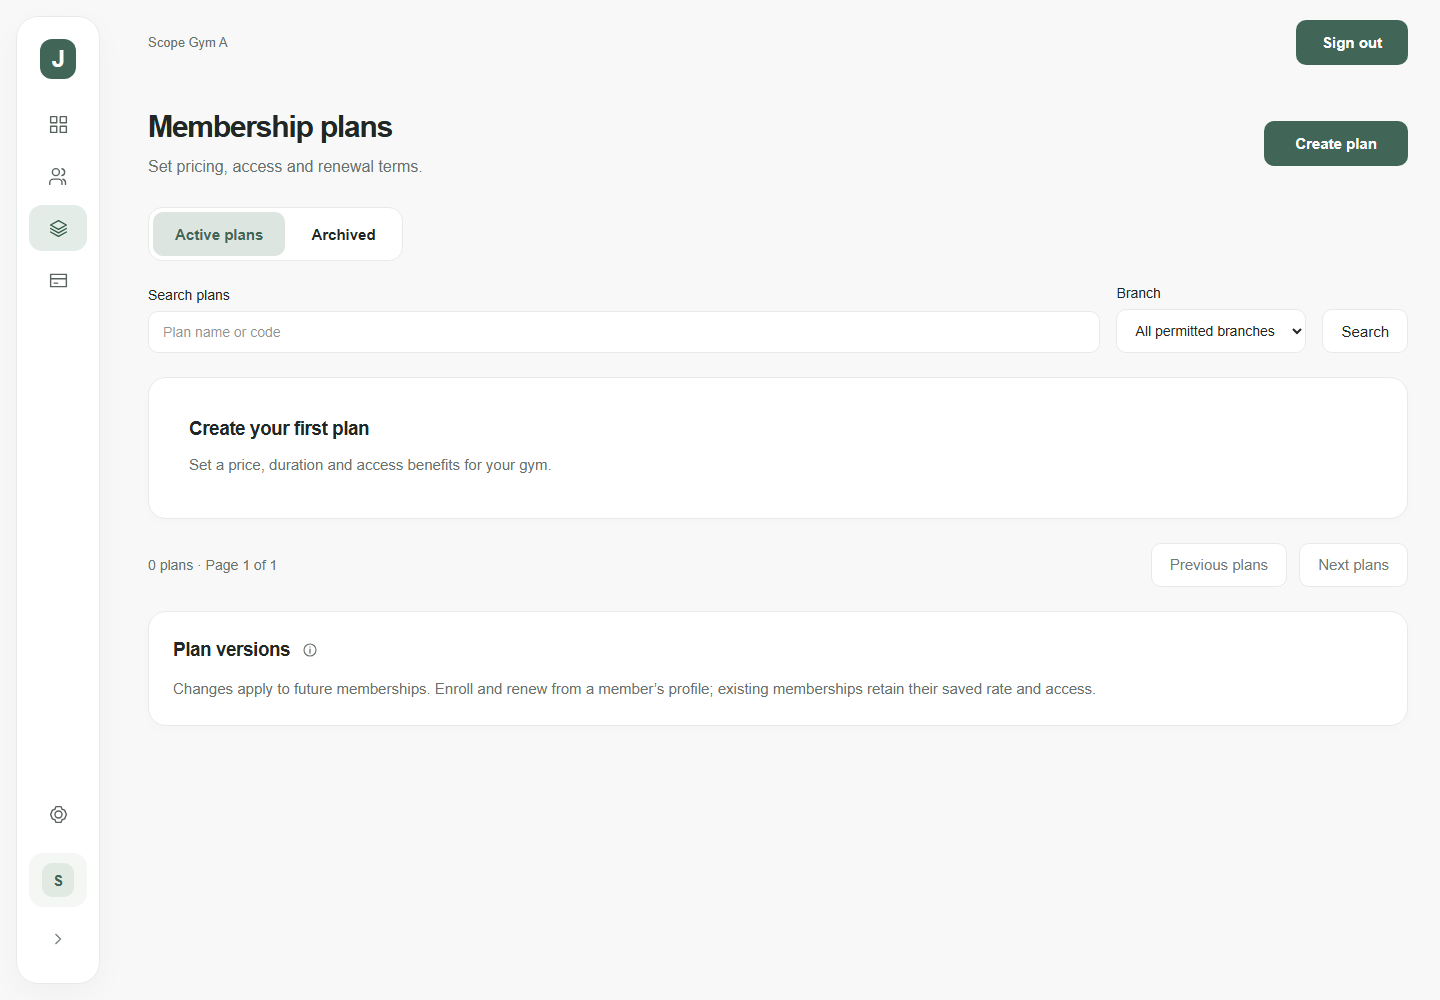 J
Scope Gym A
Sign out
Membership plans
Set pricing, access and renewal terms.
Create plan
Active plans
Archived
Search plans
Plan name or code
Branch
All permitted branches
Search
Create your first plan
Set a price, duration and access benefits for your gym.
0 plans · Page 1 of 1
Previous plans
Next plans
Plan versions
Changes apply to future memberships. Enroll and renew from a member’s profile; existing memberships retain their saved rate and access.
S